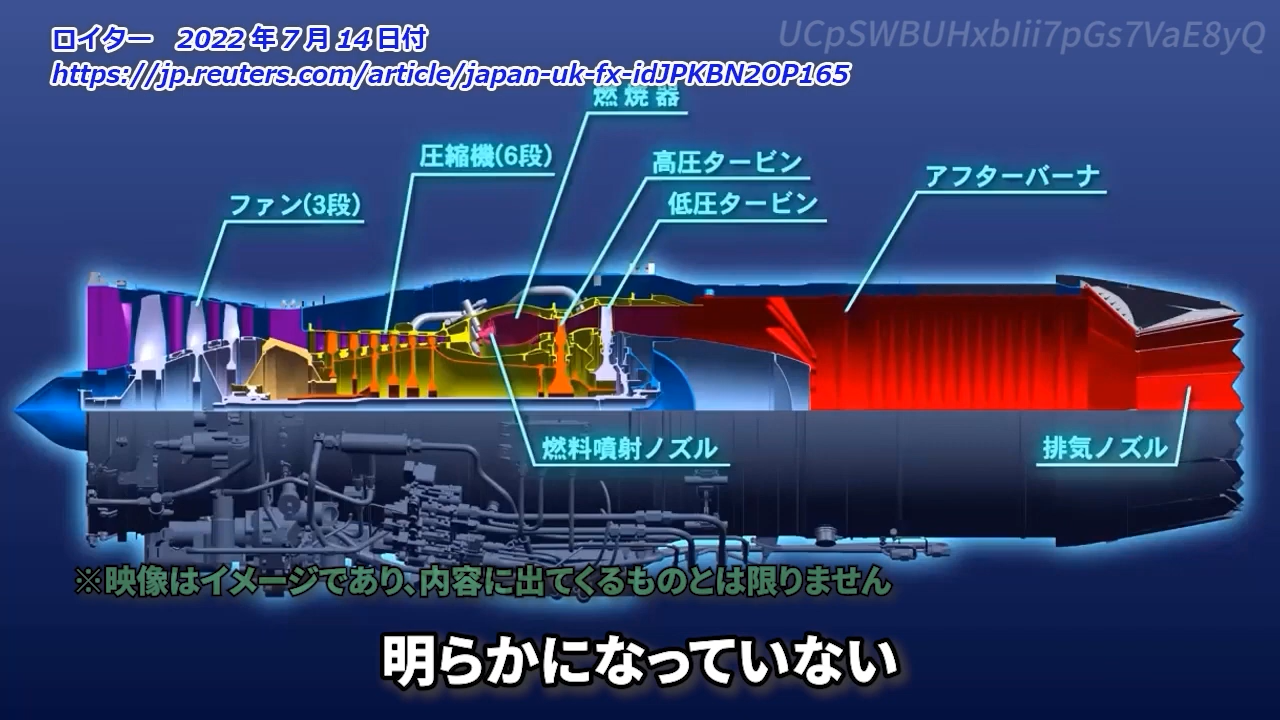 ロイター 2022年7月14日付
UCpSWBUHxbIii7pGs7VaE8yQ
https://jp.reuters.com/article/japan-uk-fx-idJPKBN2OP165
燃焼器
圧縮機(6段)
高圧タービン
アフターバーナ
ファン(3段)
低圧タービン
燃料噴射ノズル
排気ノズル
※映像はイメージであり、内容に出てくるものとは限りません
明らかになっていない